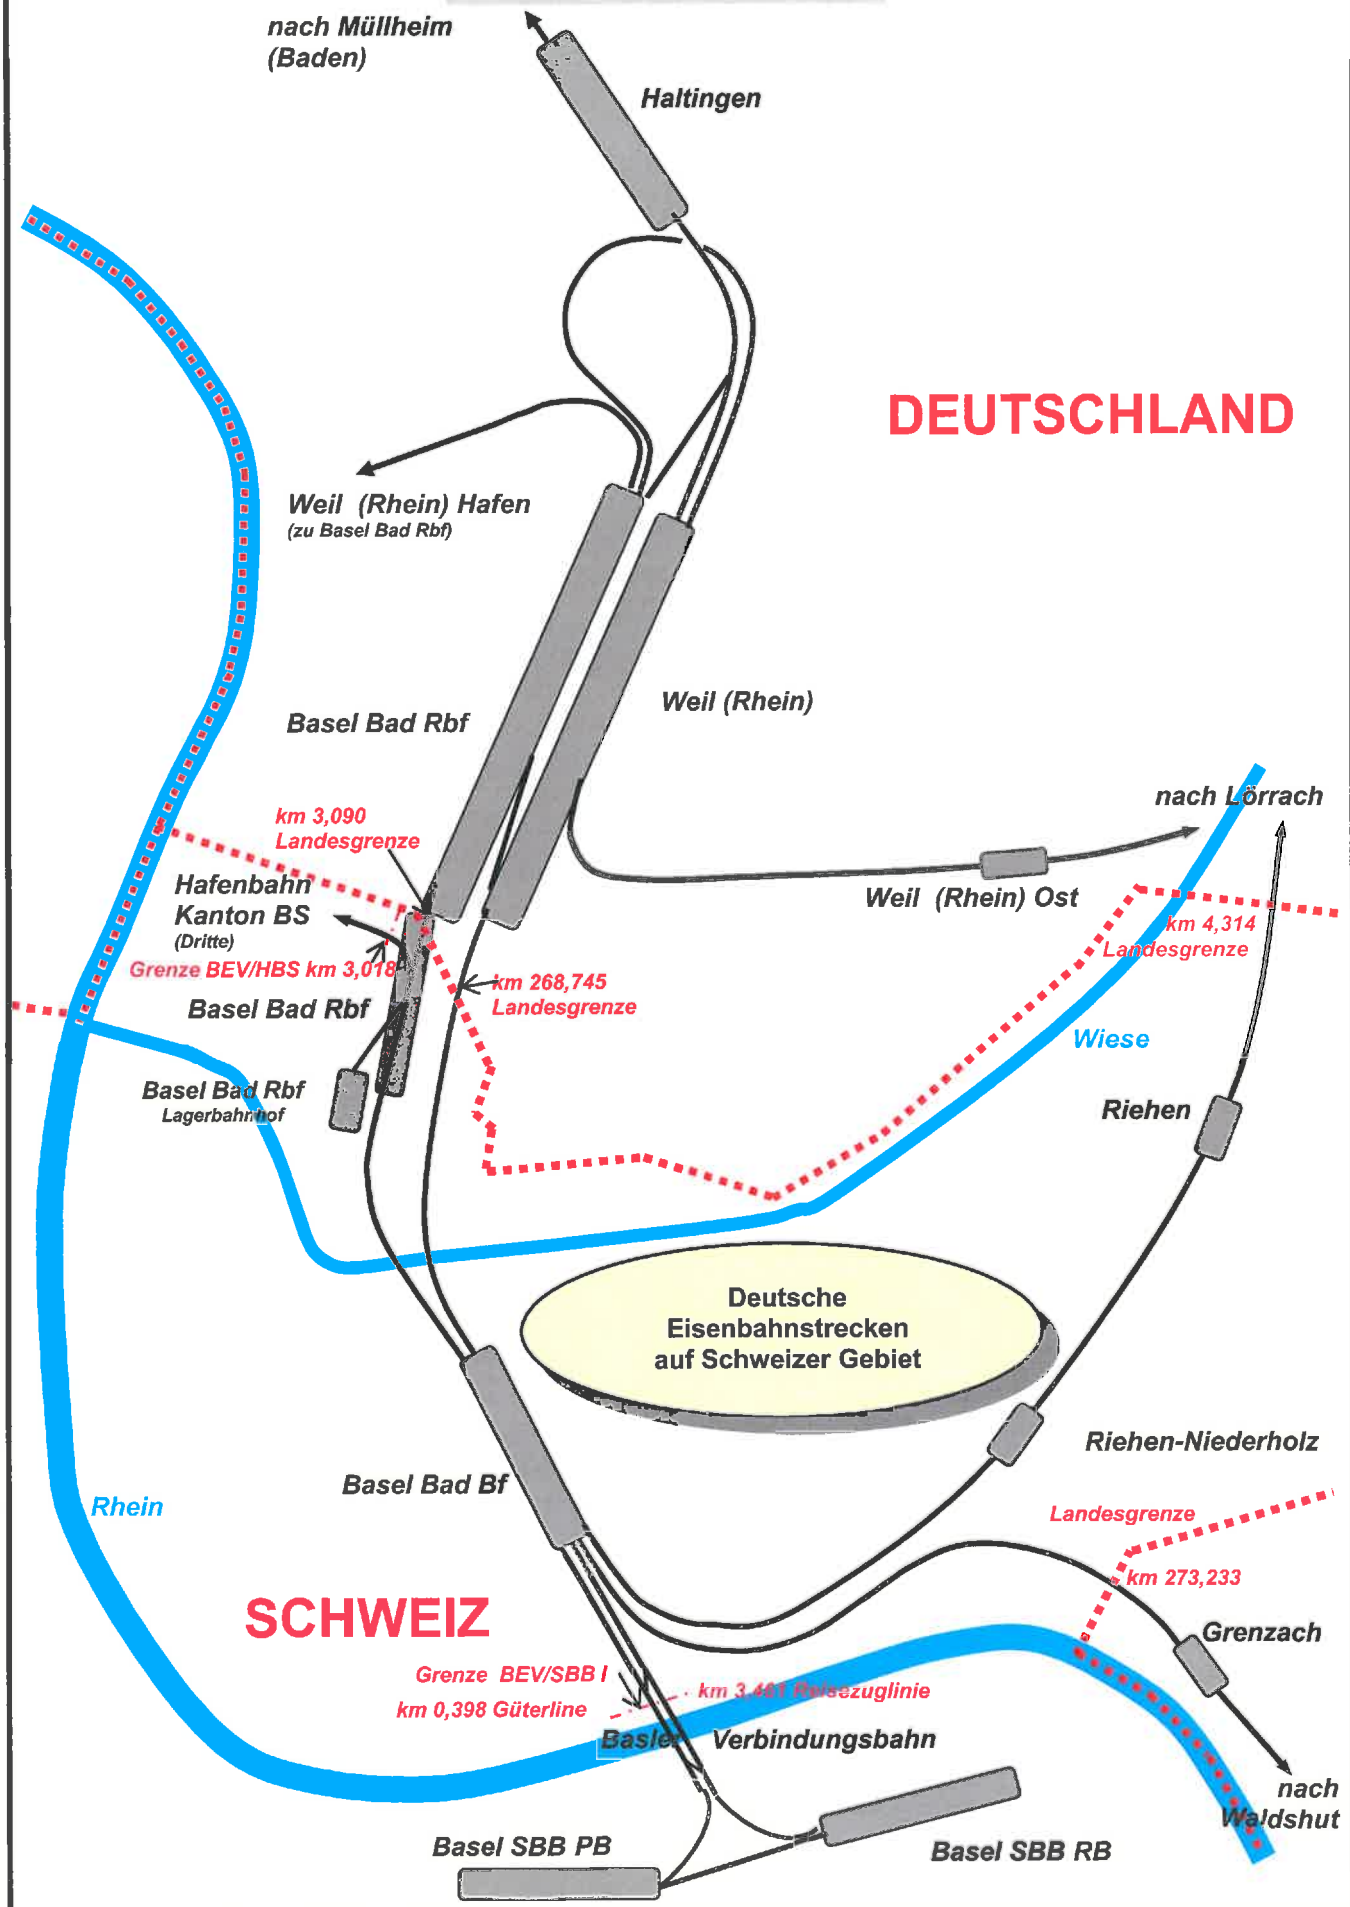 nach Müllheim
(Baden)
Haltingen
DEUTSCHLAND
Weil (Rhein) Hafen
(zu Basel Bad Rbf)
Weil (Rhein)
Basel Bad Rbf
nach Lörrach
km 3,090
Landesgrenze
Hafenbahn
Kanton BS
(Dritte)
Weil (Rhein) Ost
km 4,314
Landesgrenze
Grenze BEV/HBS km 3,018
km 268,745
Landesgrenze
Basel Bad Rbf
Wiese
Basel Bad Rbf
Lagerbahnhof
Riehen
Deutsche
Eisenbahnstrecken
auf Schweizer Gebiet
Riehen-Niederholz
Basel Bad Bf
Rhein
Landesgrenze
km 273,233
SCHWEIZ
Grenzach
Grenze BEV/SBB I
km 3,461 Reisezuglinie
km 0,398 Güterline
Basler Verbindungsbahn
nach
Waldshut
Basel SBB PB
Basel SBB RB